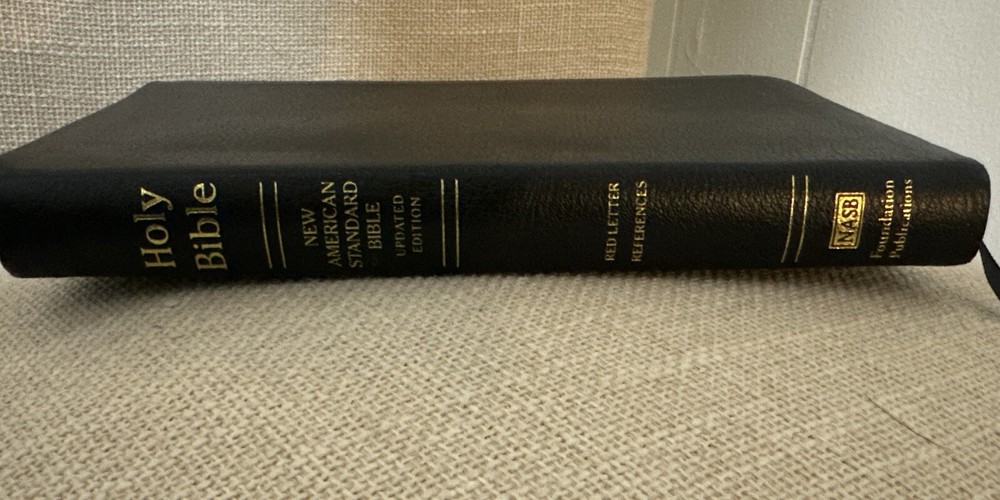 Holy
Bible
NEW
AMERICAN
STANDARD
BIBLE
UPDATED
EDITION
RED LETTER
REFERENCES
NASB
Foundation
Publications